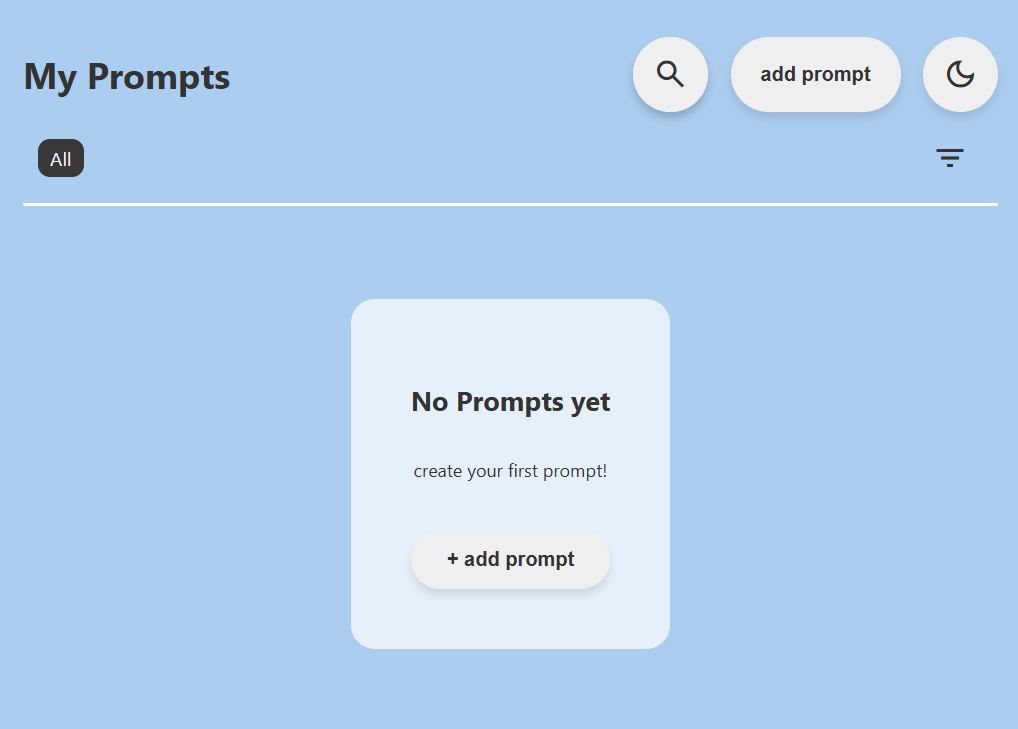 My Prompts
add prompt
All
No Prompts yet
create your first prompt!
+ add prompt